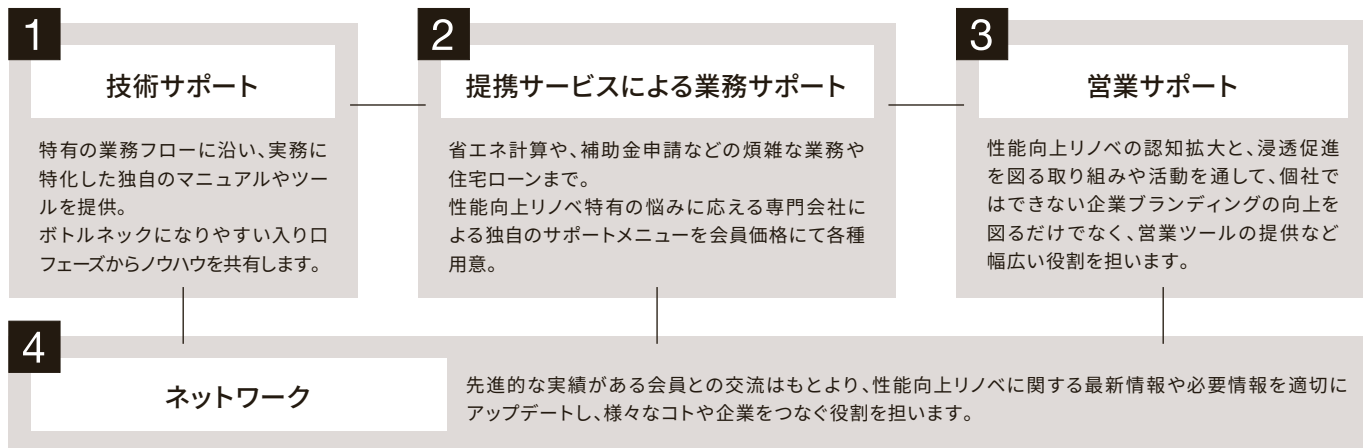 1
技術サポート
特有の業務フローに沿い、実務に
特化した独自のマニュアルやツー
ルを提供。
ボトルネックになりやすい入り口
フェーズからノウハウを共有します。
2
提携サービスによる業務サポート
省エネ計算や、補助金申請などの煩雑な業務や
住宅ローンまで。
性能向上リノベ特有の悩みに応える専門会社に
よる独自のサポートメニューを会員価格にて各種
用意。
3
営業サポート
性能向上リノベの認知拡大と、浸透促進
を図る取り組みや活動を通して、個社で
はできない企業ブランディングの向上を
図るだけでなく、営業ツールの提供など
幅広い役割を担います。
4
ネットワーク
先進的な実績がある会員との交流はもとより、性能向上リノベに関する最新情報や必要情報を適切に
アップデートし、様々なコトや企業をつなぐ役割を担います。